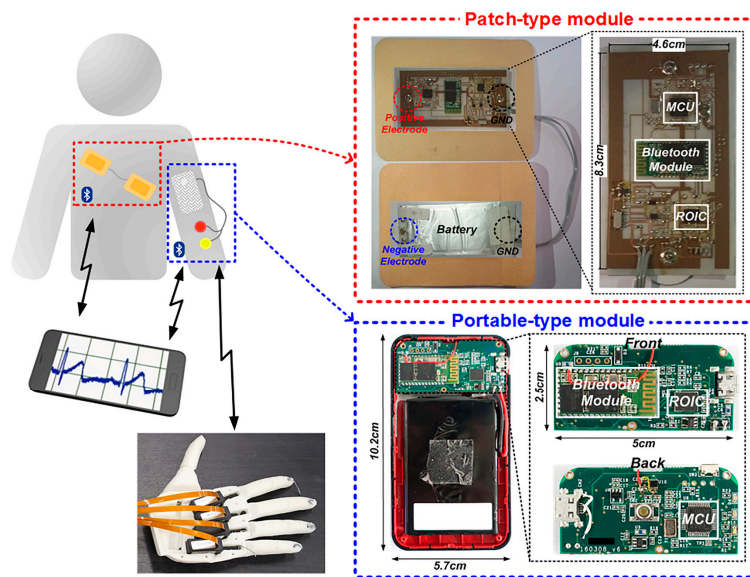 Patch-type module
Positive
Electrode
GND
Battery
Negative
Electrode
GND
4.6cm
8.3cm
MCU
Bluetooth
Module
ROIC
Portable-type module
10.2cm
5.7cm
Front
2.5cm
Bluetooth
Module
ROIC
5cm
Back
MCU
160308_v6